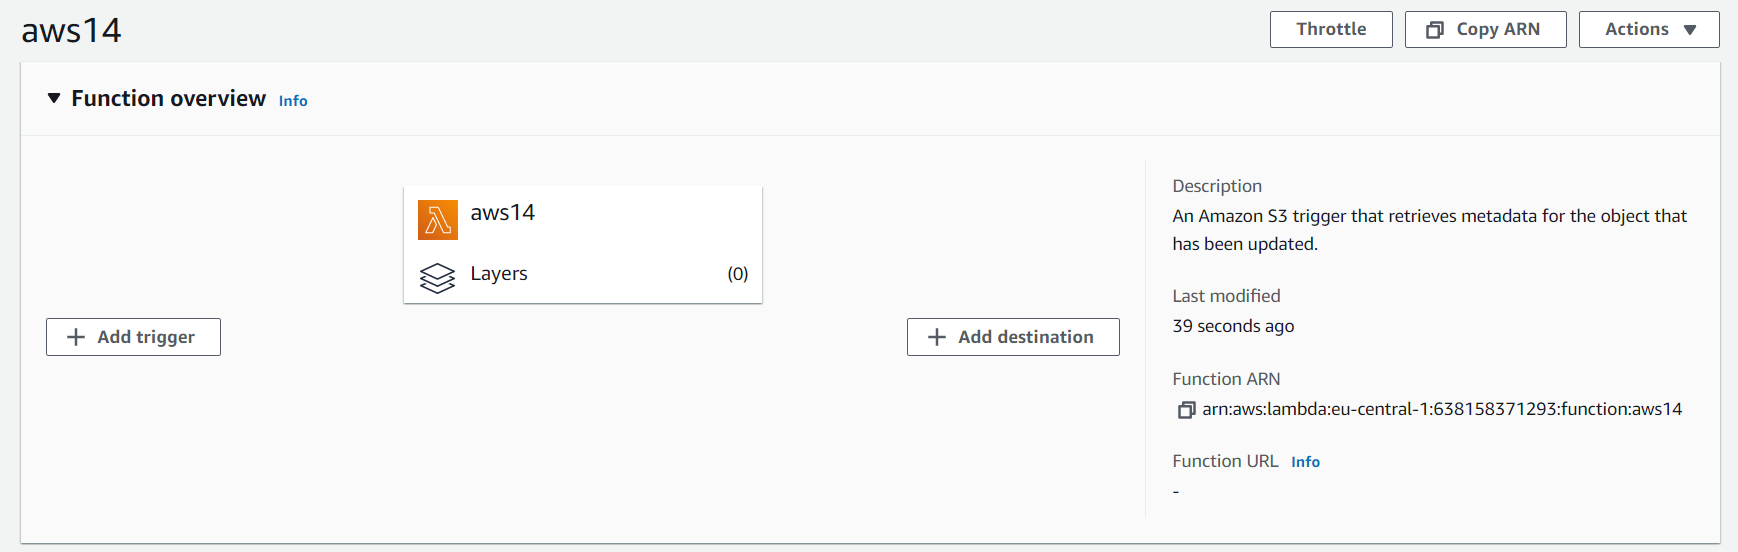 aws14
Throttle
Copy ARN
Actions
Function overview Info
aws14
Layers (0)
Add trigger
Add destination
Description
An Amazon S3 trigger that retrieves metadata for the object that
has been updated.
Last modified
39 seconds ago
Function ARN
arn:aws:lambda:eu-central-1:638158371293:function:aws14
Function URL Info
-